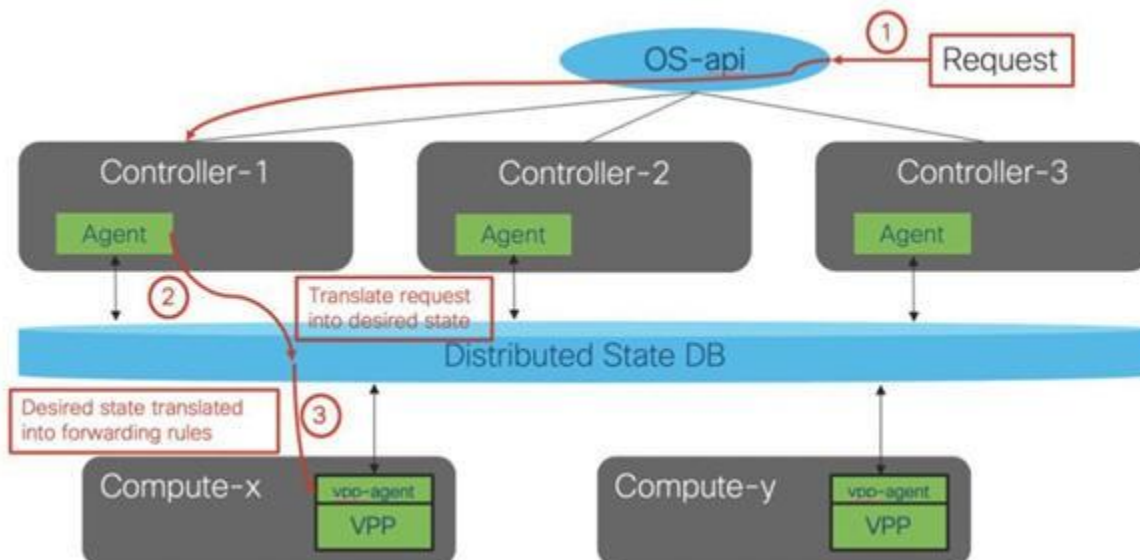 1
OS-api
Request
Controller-1
Controller-2
Controller-3
Agent
Agent
Agent
2
Translate request
into desired state
Distributed State DB
Desired state translated
into forwarding rules
3
Compute-x
vpp-agent
VPP
Compute-y
vpp-agent
VPP